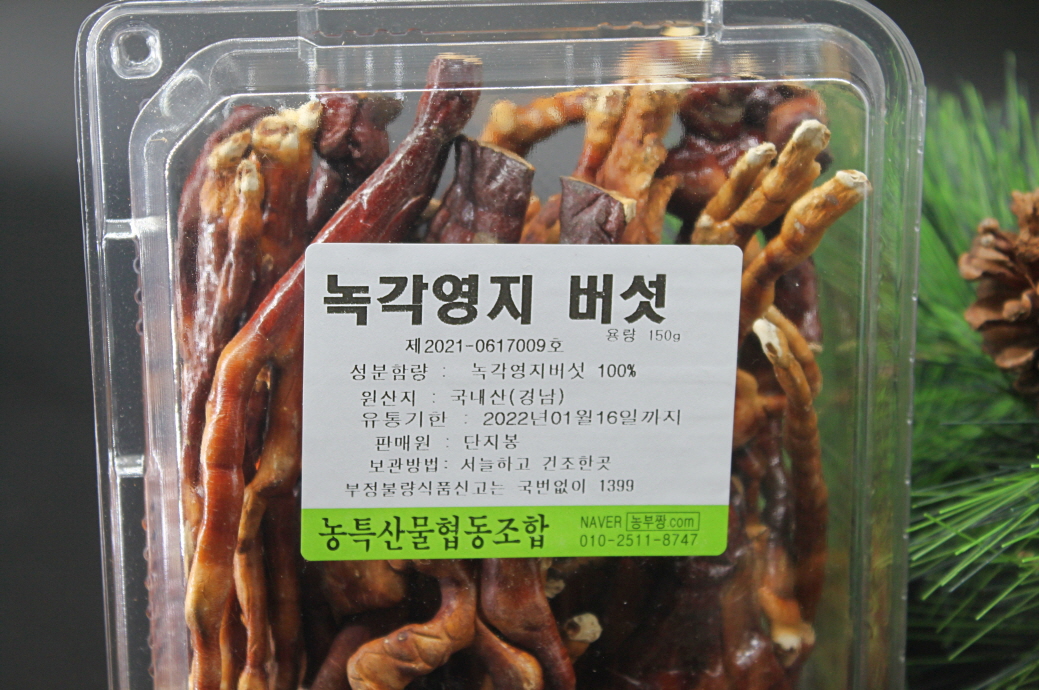 녹각영지 버섯
용량 150g
제2021-0617009호
성분함량 : 녹각영지버섯 100%
원산지 : 국내산(경남)
유통기한 : 2022년01월16일까지
판매원 : 단지봉
보관방법: 서늘하고 건조한곳
부정불량식품신고는 국번없이 1399
농특산물협동조합
NAVER 농부짱.com
010-2511-8747